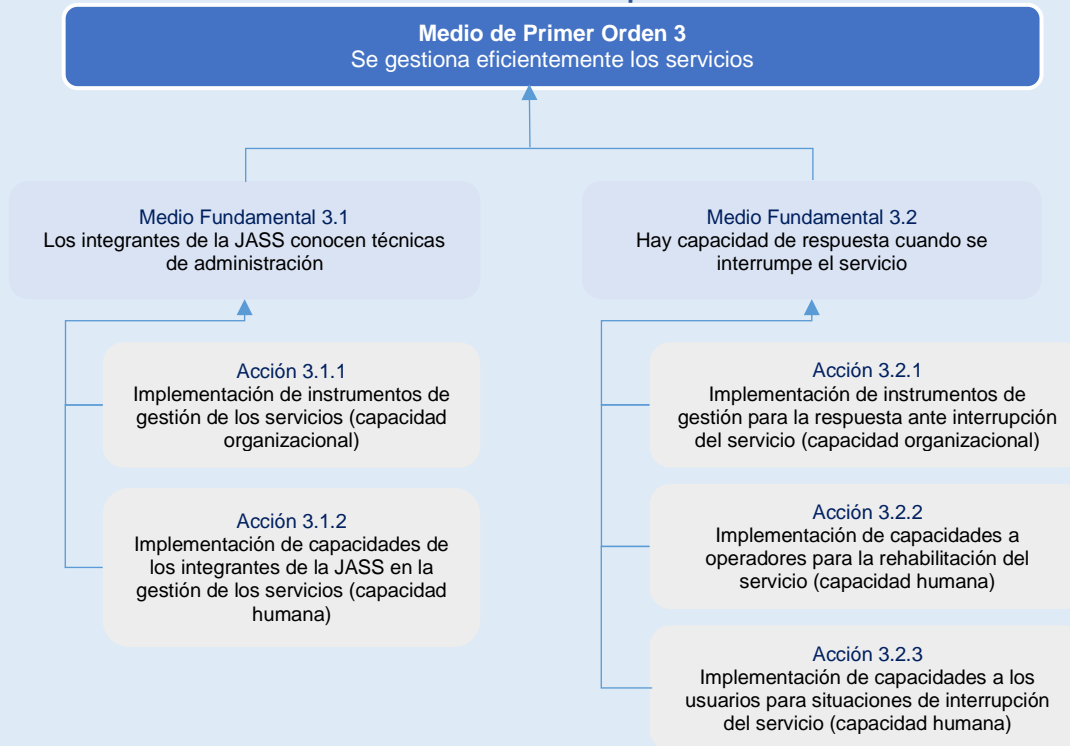 Medio de Primer Orden 3
Se gestiona eficientemente los servicios
Medio Fundamental 3.1
Los integrantes de la JASS conocen técnicas
de administración
Medio Fundamental 3.2
Hay capacidad de respuesta cuando se
interrumpe el servicio
Acción 3.1.1
Implementación de instrumentos de
gestión de los servicios (capacidad
organizacional)
Acción 3.1.2
Implementación de capacidades de
los integrantes de la JASS en la
gestión de los servicios (capacidad
humana)
Acción 3.2.1
Implementación de instrumentos de
gestión para la respuesta ante interrupción
del servicio (capacidad organizacional)
Acción 3.2.2
Implementación de capacidades a
operadores para la rehabilitación del
servicio (capacidad humana)
Acción 3.2.3
Implementación de capacidades a los
usuarios para situaciones de interrupción
del servicio (capacidad humana)